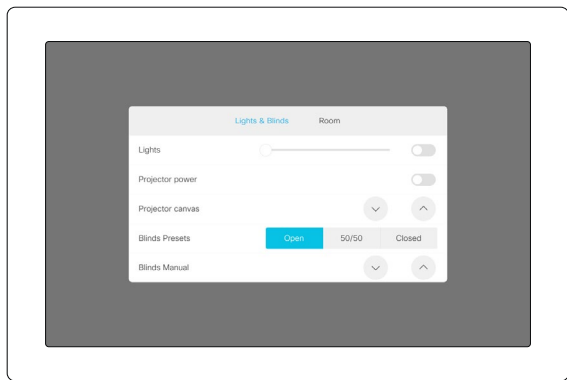 Lights & Blinds Room
Lights
Projector power
Projector canvas
Blinds Presets Open 50/50 Closed
Blinds Manual